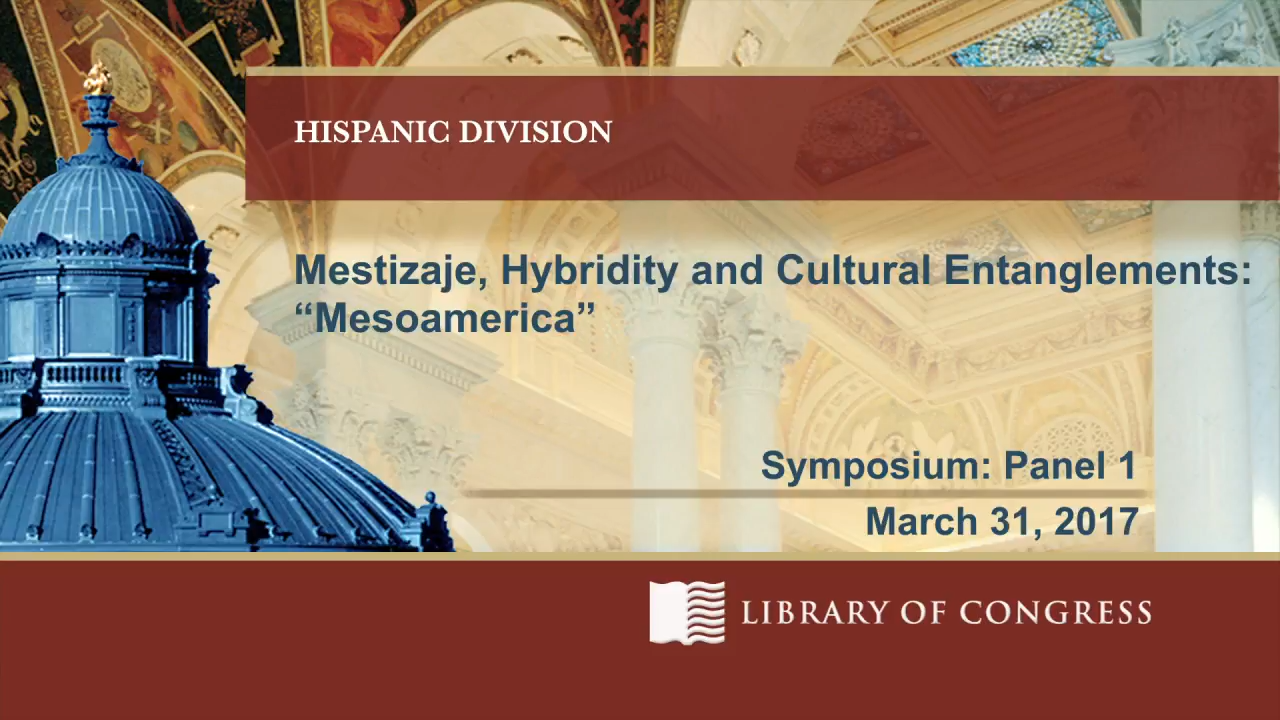 HISPANIC DIVISION
Mestizaje, Hybridity and Cultural Entanglements:
“Mesoamerica”
Symposium: Panel 1
March 31, 2017
LIBRARY OF CONGRESS